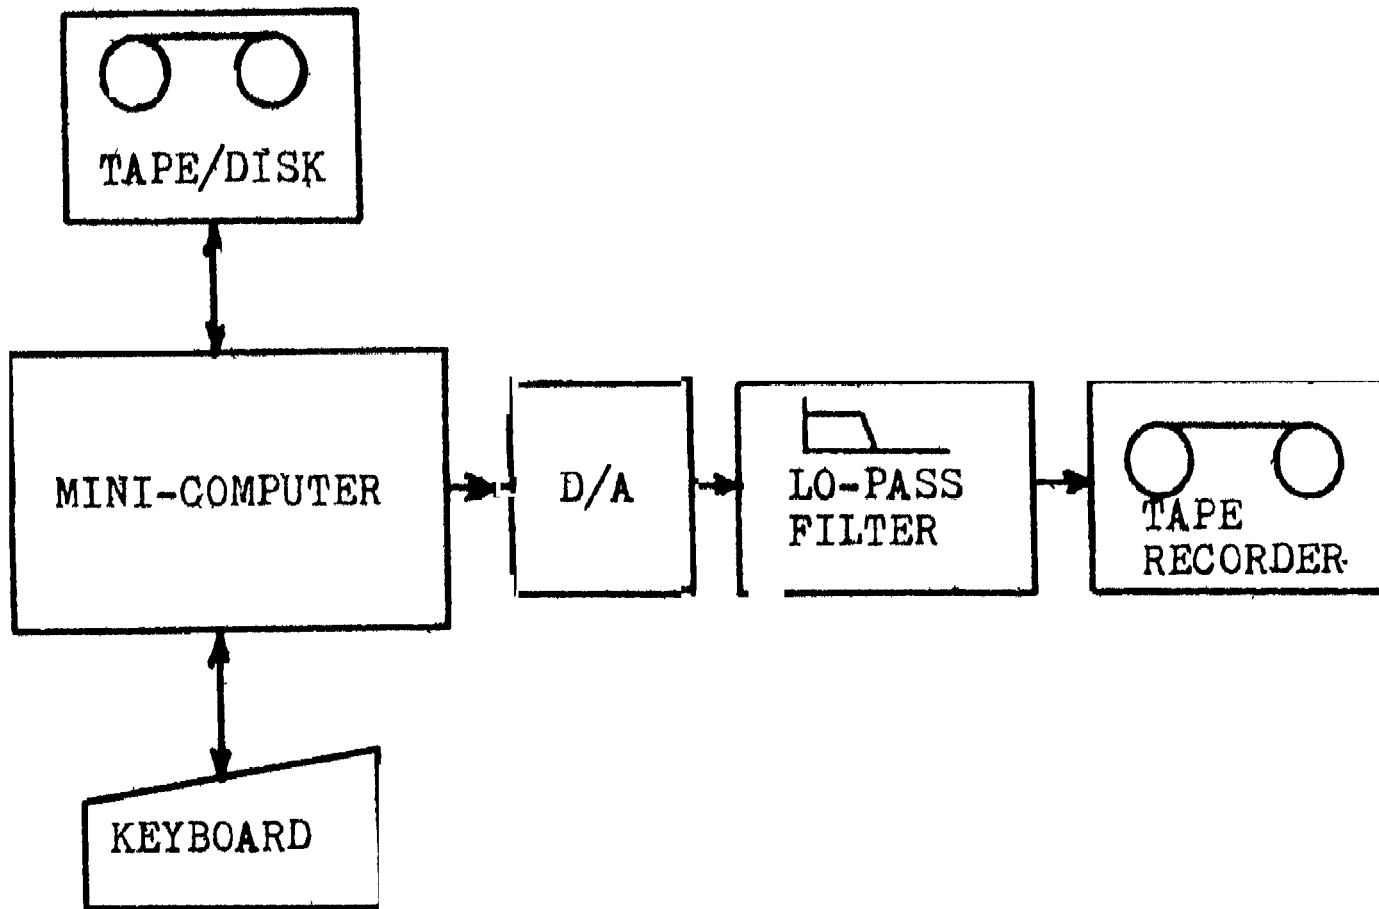 TAPE/DISK
MINI-COMPUTER
D/A
LO-PASS
FILTER
TAPE
RECORDER
KEYBOARD